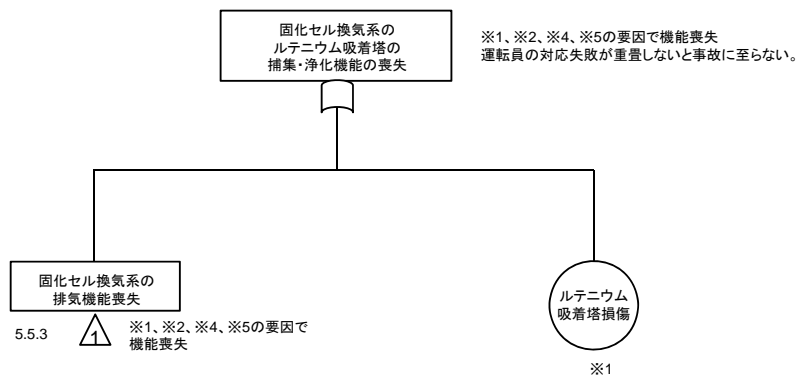 固化セル換気系の
ルテニウム吸着塔の
捕集・浄化機能の喪失
※1、※2、※4、※5の要因で機能喪失
運転員の対応失敗が重畳しないと事故に至らない。
固化セル換気系の
排気機能喪失
5.5.3
1
※1、※2、※4、※5の要因で
機能喪失
ルテニウム
吸着塔損傷
※1